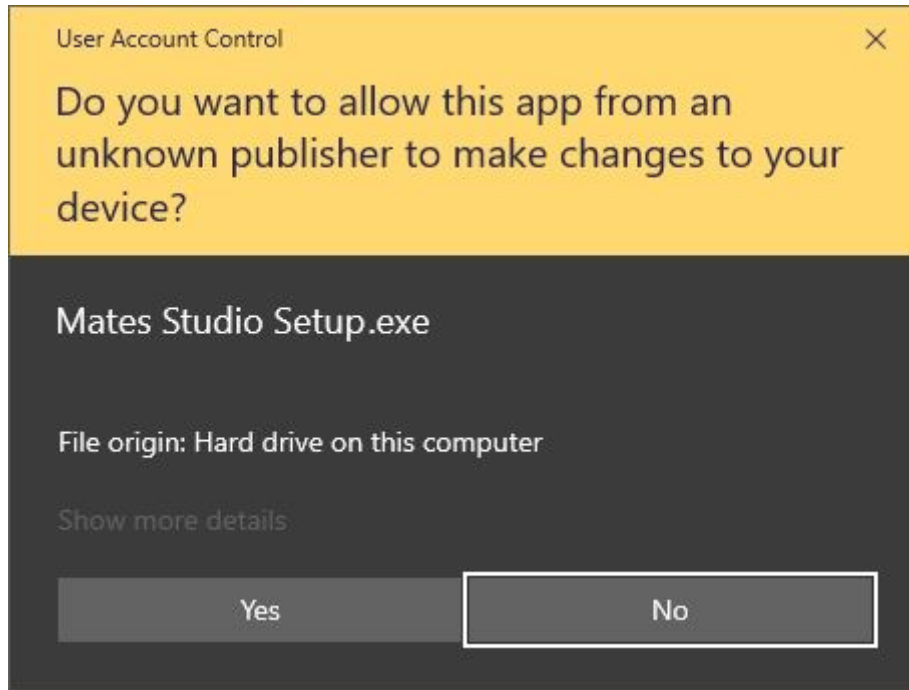 User Account Control
Do you want to allow this app from an
unknown publisher to make changes to your
device?
Mates Studio Setup.exe
File origin: Hard drive on this computer
Show more details
Yes
No